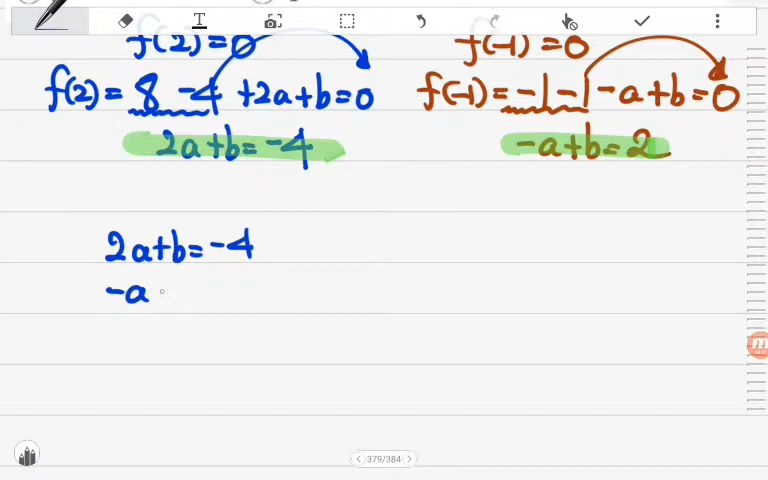 f(2)=0
f(-1)=0
f(2)= 8 -4 +2a+b=0
f(-1)= -1-1-a+b=0
2a+b=-4
-a+b=2
2a+b=-4
-a
379/384